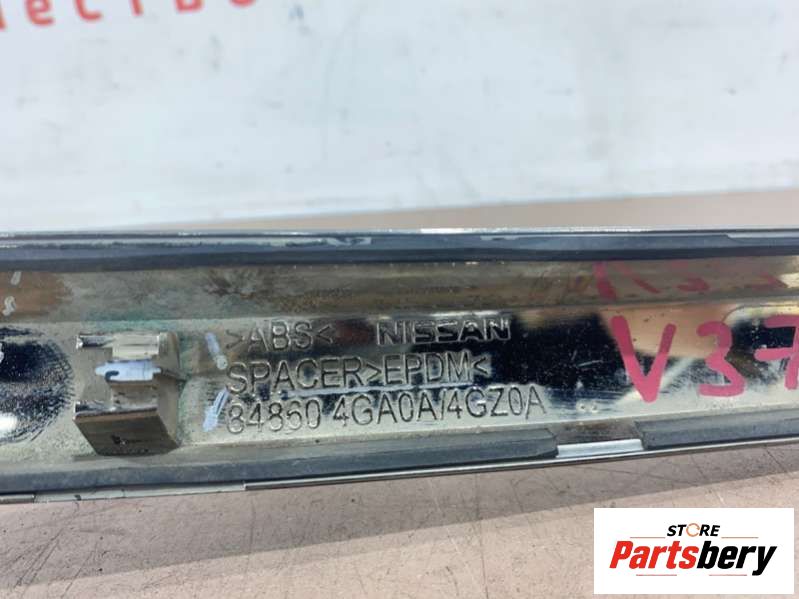 >ABS< NISSAN
SPACER>EPDM<
84860 4GA0A/4GZ0A
V37
STORE
Partsbery